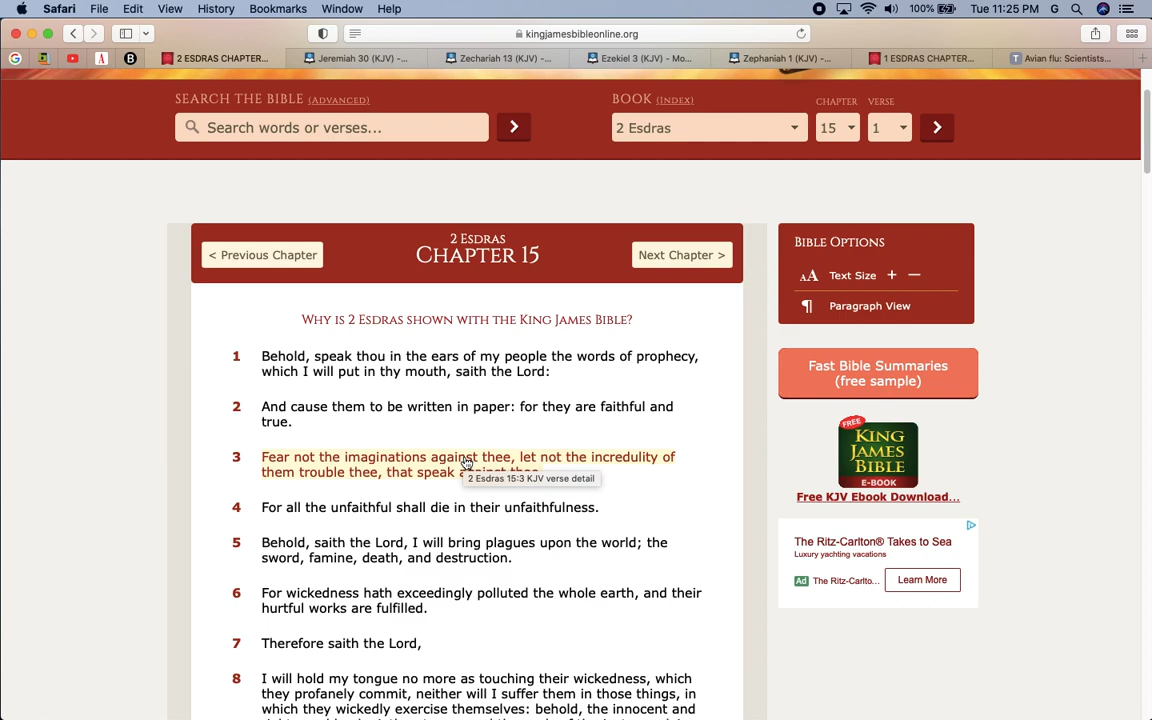 Safari File Edit View History Bookmarks Window Help 100% Tue 11:25 PM G
kingjamesbibleonline.org
2 ESDRAS CHAPTER... Jeremiah 30 (KJV) -... Zechariah 13 (KJV) -... Ezekiel 3 (KJV) - Mo... Zephaniah 1 (KJV) -... 1 ESDRAS CHAPTER... Avian flu: Scientists...
SEARCH THE BIBLE (ADVANCED) BOOK (INDEX) CHAPTER VERSE
Search words or verses... 2 Esdras 15 1
2 ESDRAS
CHAPTER 15
< Previous Chapter Next Chapter >
WHY IS 2 ESDRAS SHOWN WITH THE KING JAMES BIBLE?
1 Behold, speak thou in the ears of my people the words of prophecy,
which I will put in thy mouth, saith the Lord:
2 And cause them to be written in paper: for they are faithful and
true.
3 Fear not the imaginations against thee, let not the incredulity of
them trouble thee, that speak against thee.
2 Esdras 15:3 KJV verse detail
4 For all the unfaithful shall die in their unfaithfulness.
5 Behold, saith the Lord, I will bring plagues upon the world; the
sword, famine, death, and destruction.
6 For wickedness hath exceedingly polluted the whole earth, and their
hurtful works are fulfilled.
7 Therefore saith the Lord,
8 I will hold my tongue no more as touching their wickedness, which
they profanely commit, neither will I suffer them in those things, in
which they wickedly exercise themselves: behold, the innocent and
BIBLE OPTIONS
AA Text Size + −
¶ Paragraph View
Fast Bible Summaries
(free sample)
FREE
KING
JAMES
BIBLE
E-BOOK
Free KJV Ebook Download...
The Ritz-Carlton® Takes to Sea
Luxury yachting vacations
Ad The Ritz-Carlto... Learn More